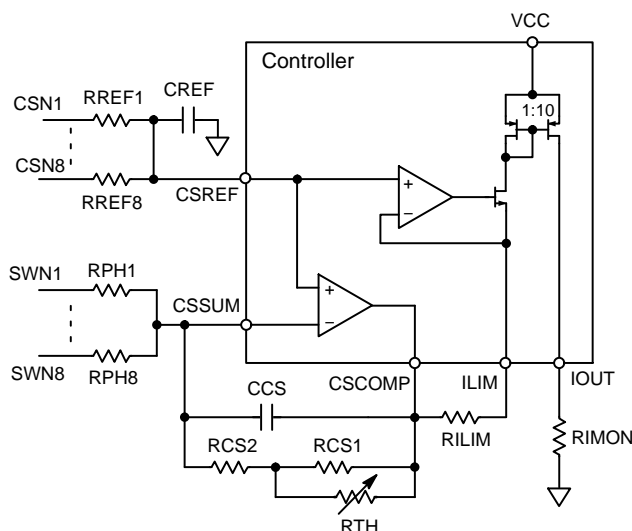 VCC
Controller
CREF
1:10
CSN1
RREF1
CSN8
RREF8
CSREF
+
−
SWN1
RPH1
CSSUM
+
−
SWN8
RPH8
CSCOMP
ILIM
IOUT
CCS
RILIM
RIMON
RCS2
RCS1
RTH